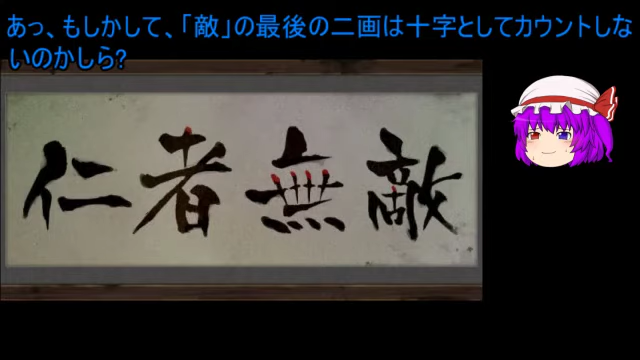 あっ、もしかして、「敵」の最後の二画は十字としてカウントしな
いのかしら?
仁者無敵